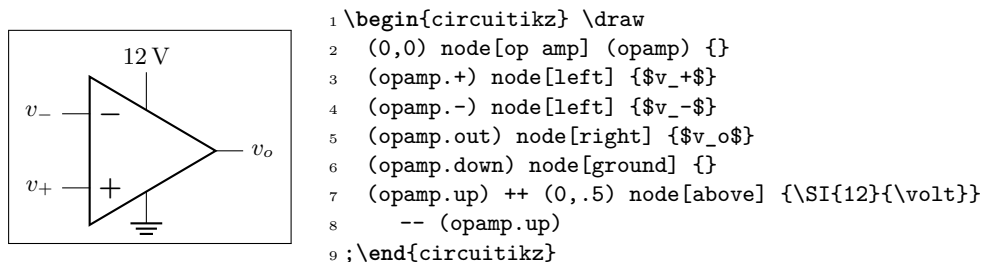 12 V
v−
−
v+
+
vo
1 \begin{circuitikz} \draw
2 (0,0) node[op amp] (opamp) {}
3 (opamp.+) node[left] {$v_+$}
4 (opamp.-) node[left] {$v_-$}
5 (opamp.out) node[right] {$v_o$}
6 (opamp.down) node[ground] {}
7 (opamp.up) ++ (0,.5) node[above] {\SI{12}{\volt}}
8 -- (opamp.up)
9 ;\end{circuitikz}